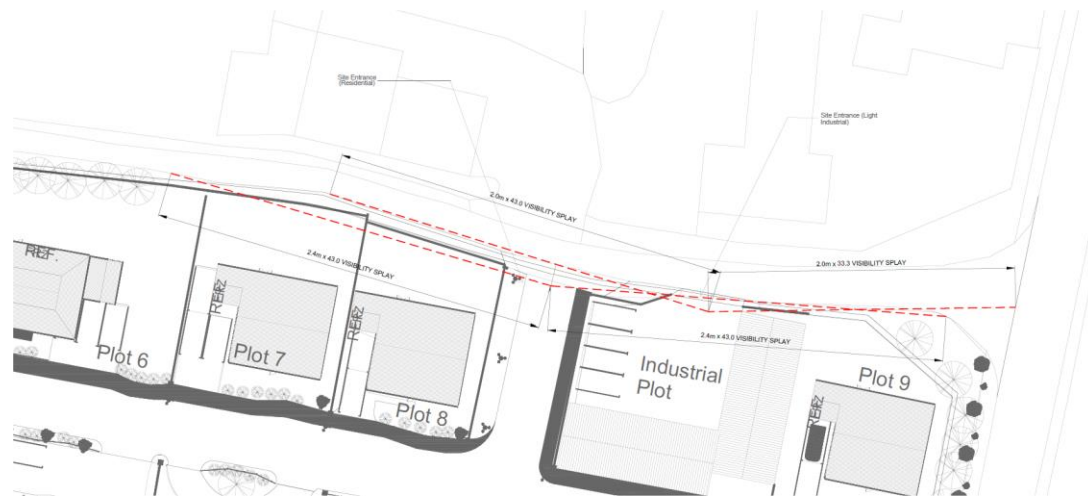 Site Entrance
(Residential)
Site Entrance (Light
Industrial)
2.0m x 43.0 VISIBILITY SPLAY
2.0m x 33.3 VISIBILITY SPLAY
2.4m x 43.0 VISIBILITY SPLAY
2.4m x 43.0 VISIBILITY SPLAY
Plot 6
Plot 7
Plot 8
Industrial
Plot
Plot 9